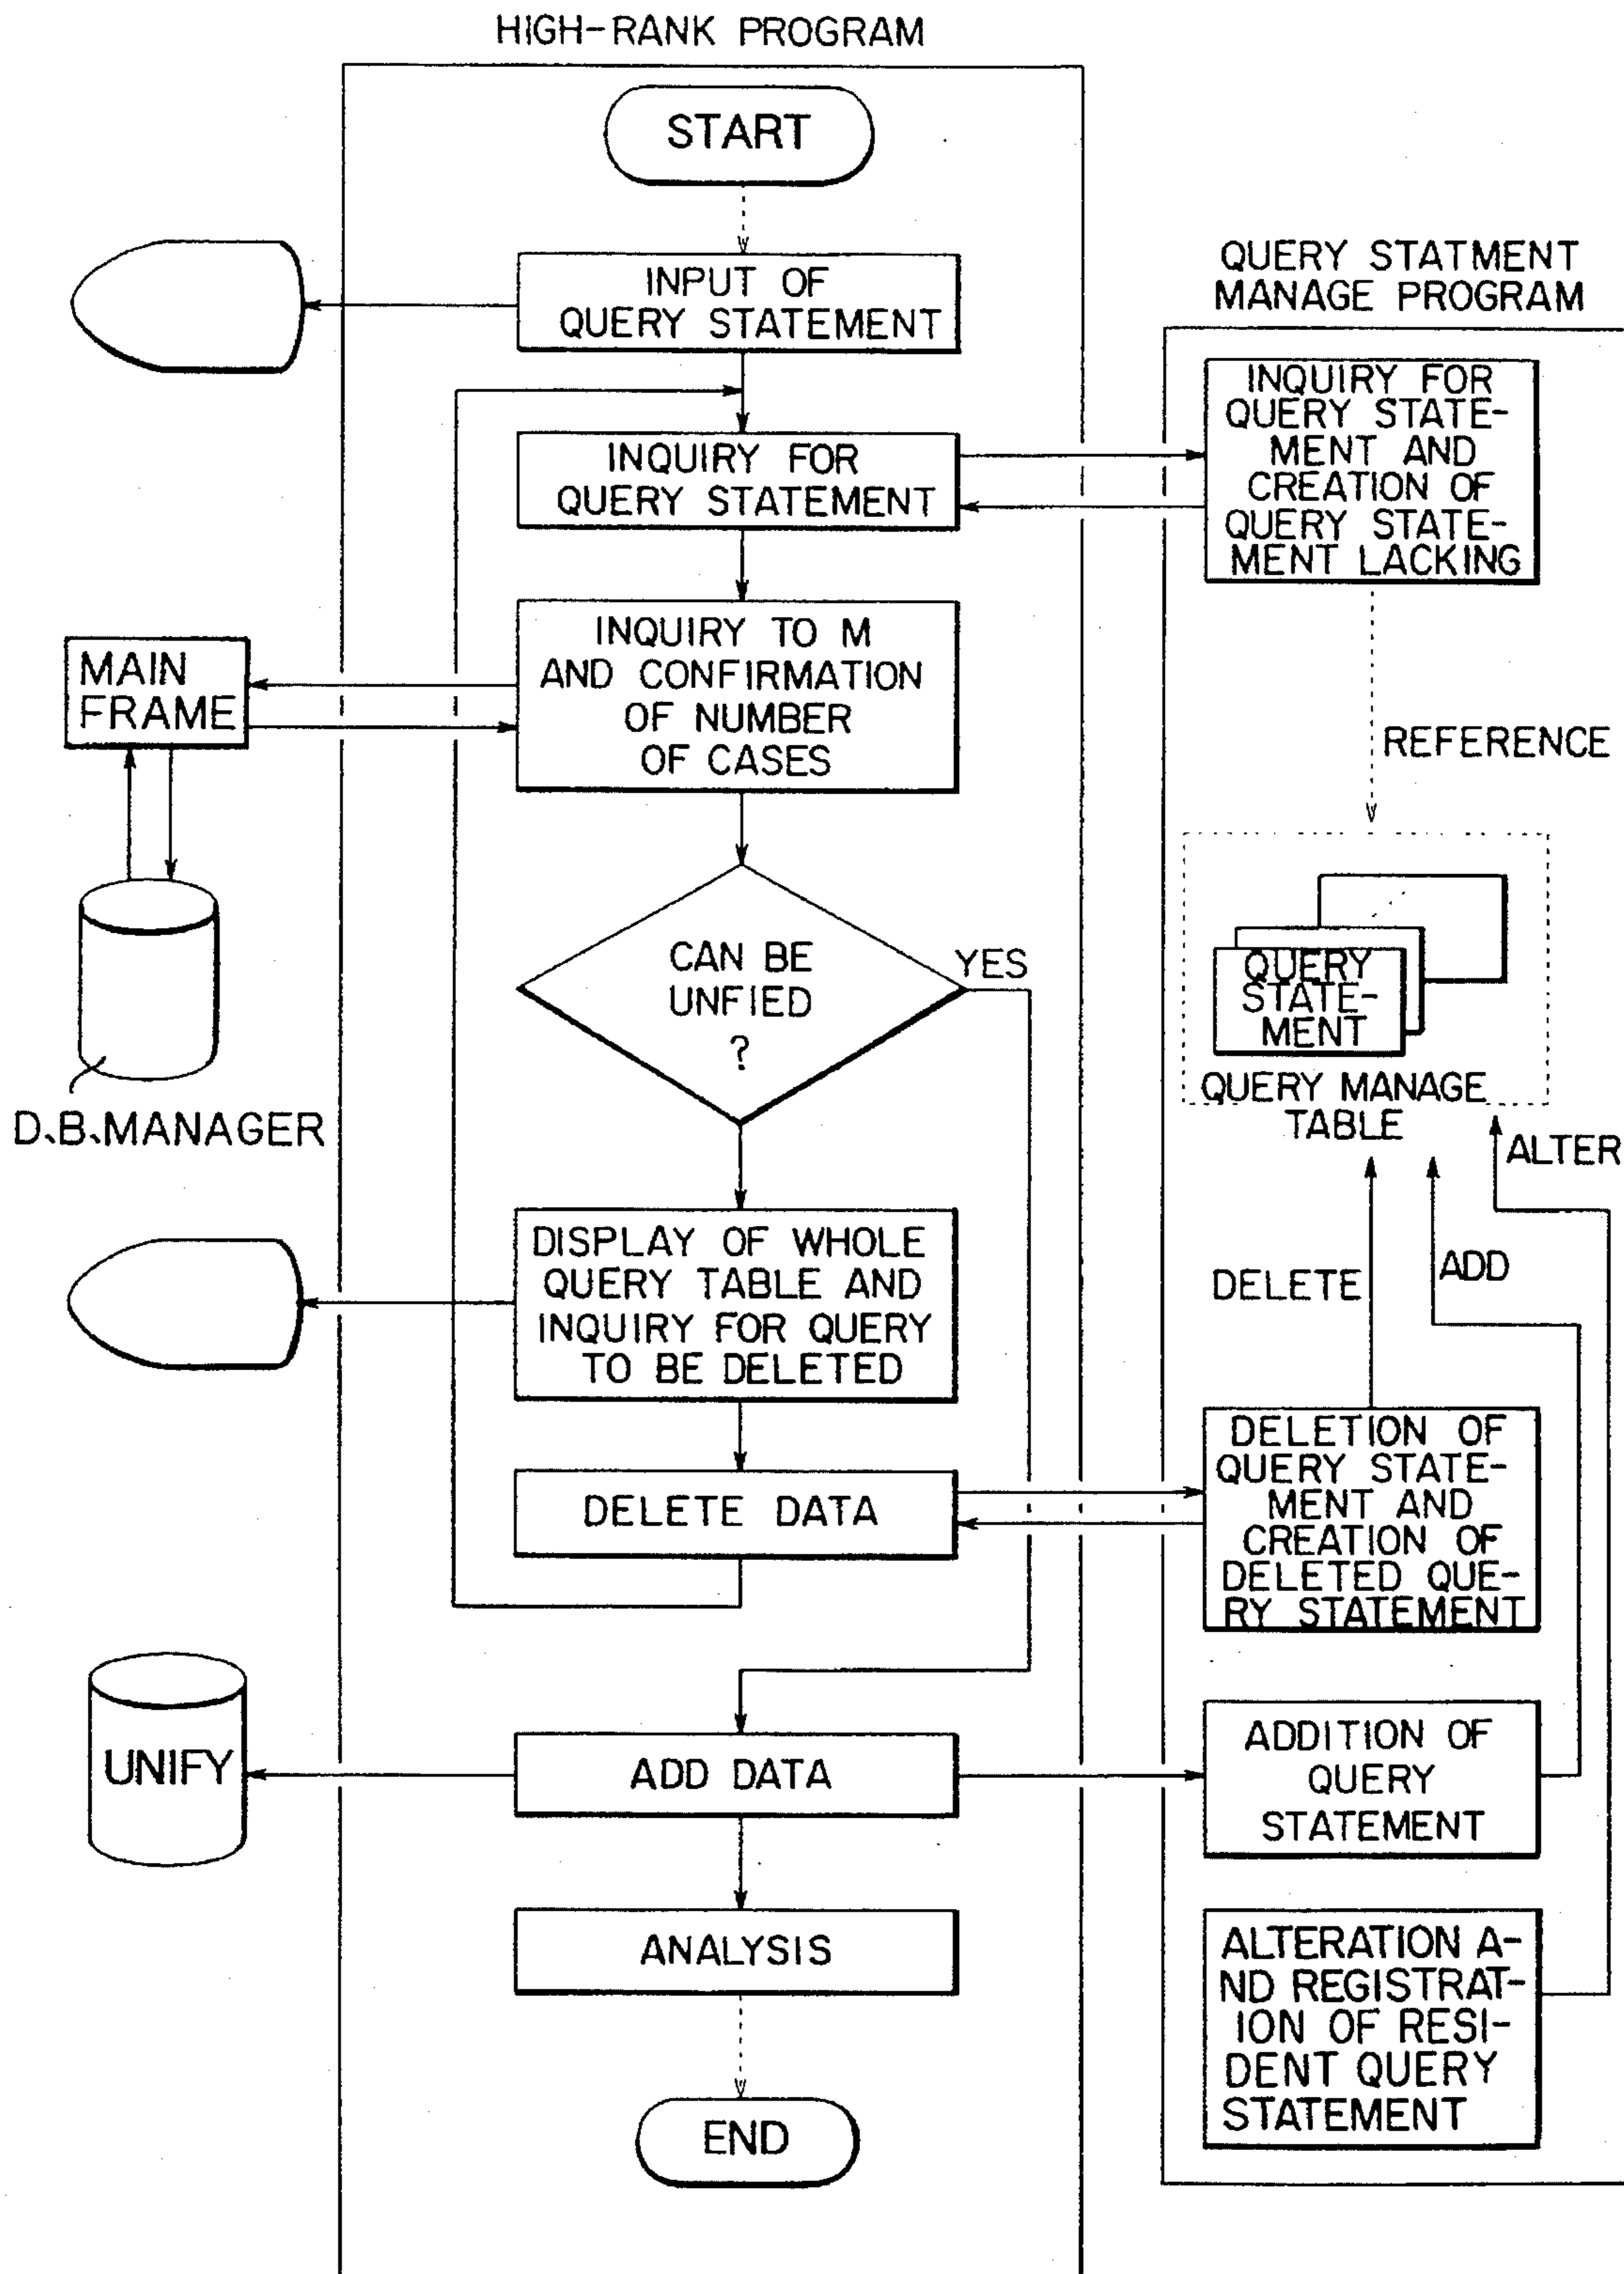 HIGH-RANK PROGRAM
START
INPUT OF
QUERY STATEMENT
INQUIRY FOR
QUERY STATEMENT
INQUIRY TO M
AND CONFIRMATION
OF NUMBER
OF CASES
MAIN
FRAME
D.B.MANAGER
CAN BE
UNFIED
?
YES
DISPLAY OF WHOLE
QUERY TABLE AND
INQUIRY FOR QUERY
TO BE DELETED
DELETE DATA
UNIFY
ADD DATA
ANALYSIS
END
QUERY STATMENT
MANAGE PROGRAM
INQUIRY FOR
QUERY STATE-
MENT AND
CREATION OF
QUERY STATE-
MENT LACKING
REFERENCE
QUERY
STATE-
MENT
QUERY MANAGE
TABLE
ALTER
ADD
DELETE
DELETION OF
QUERY STATE-
MENT AND
CREATION OF
DELETED QUE-
RY STATEMENT
ADDITION OF
QUERY
STATEMENT
ALTERATION A-
ND REGISTRAT-
ION OF RESI-
DENT QUERY
STATEMENT